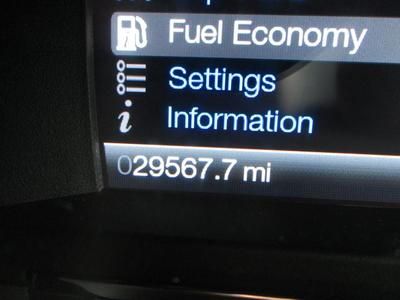 Fuel Economy
Settings
Information
029567.7 mi